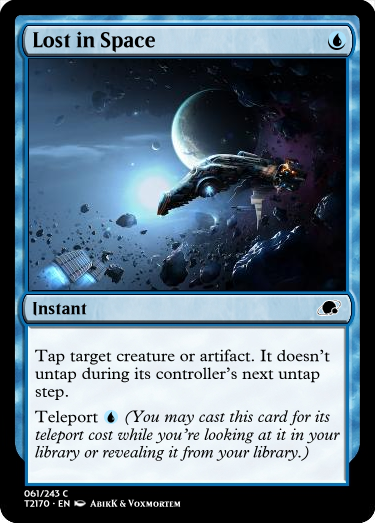 Lost in Space
Instant
Tap target creature or artifact. It doesn't
untap during its controller's next untap
step.
Teleport (You may cast this card for its
teleport cost while you're looking at it in your
library or revealing it from your library.)
061/243 C
T2170 • EN AbikK & Voxmortem